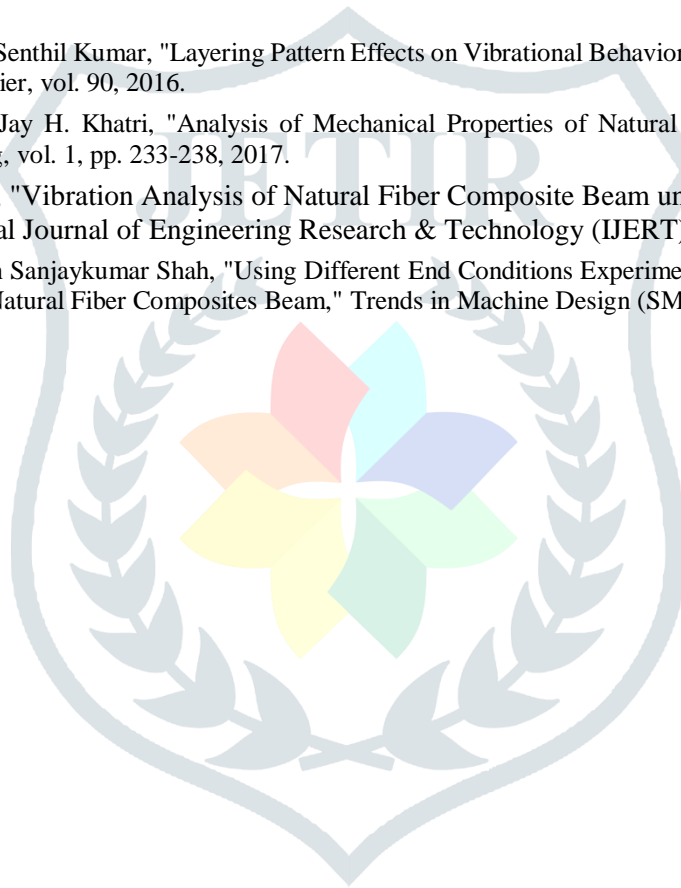 Senthil Kumar, "Layering Pattern Effects on Vibrational Behavior
ier, vol. 90, 2016.
Jay H. Khatri, "Analysis of Mechanical Properties of Natural
g, vol. 1, pp. 233-238, 2017.
. "Vibration Analysis of Natural Fiber Composite Beam un
al Journal of Engineering Research & Technology (IJERT)
n Sanjaykumar Shah, "Using Different End Conditions Experime
Natural Fiber Composites Beam," Trends in Machine Design (SM
JETIR